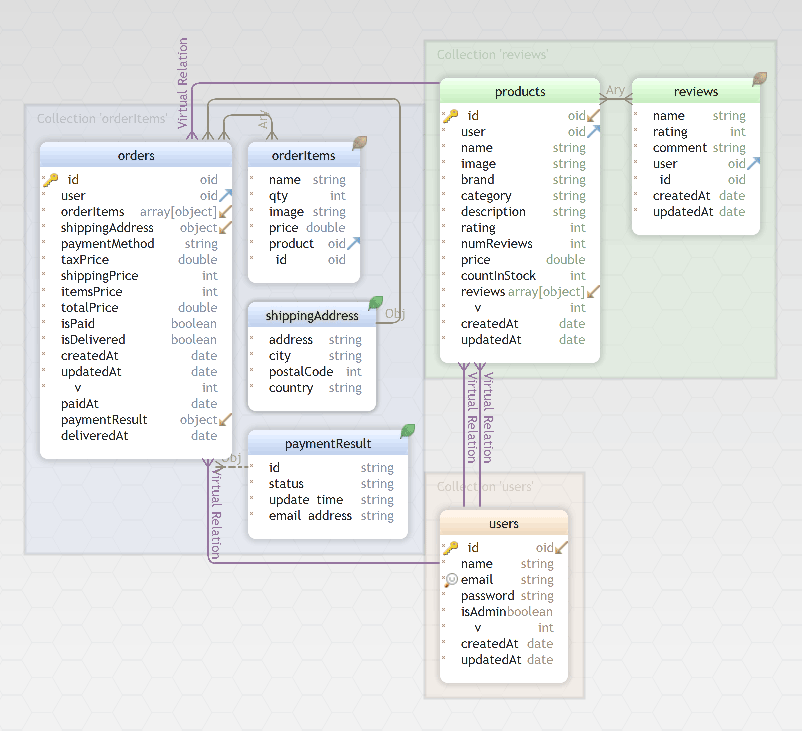 Collection 'reviews'
Virtual Relation
products
id oid
user oid
name string
image string
brand string
category string
description string
rating int
numReviews int
price double
countInStock int
reviews array[object]
v int
createdAt date
updatedAt date
Ary
reviews
name string
rating int
comment string
user oid
id oid
createdAt date
updatedAt date
Collection 'orderItems'
Ary
orders
id oid
user oid
orderItems array[object]
shippingAddress object
paymentMethod string
taxPrice double
shippingPrice int
itemsPrice int
totalPrice double
isPaid boolean
isDelivered boolean
createdAt date
updatedAt date
v int
paidAt date
paymentResult object
deliveredAt date
orderItems
name string
qty int
image string
price double
product oid
id oid
shippingAddress
Obj
address string
city string
postalCode int
country string
paymentResult
Obj
id string
status string
update time string
email address string
Virtual Relation
Virtual Relation
Virtual Relation
Collection 'users'
users
id oid
name string
email string
password string
isAdmin boolean
v int
createdAt date
updatedAt date